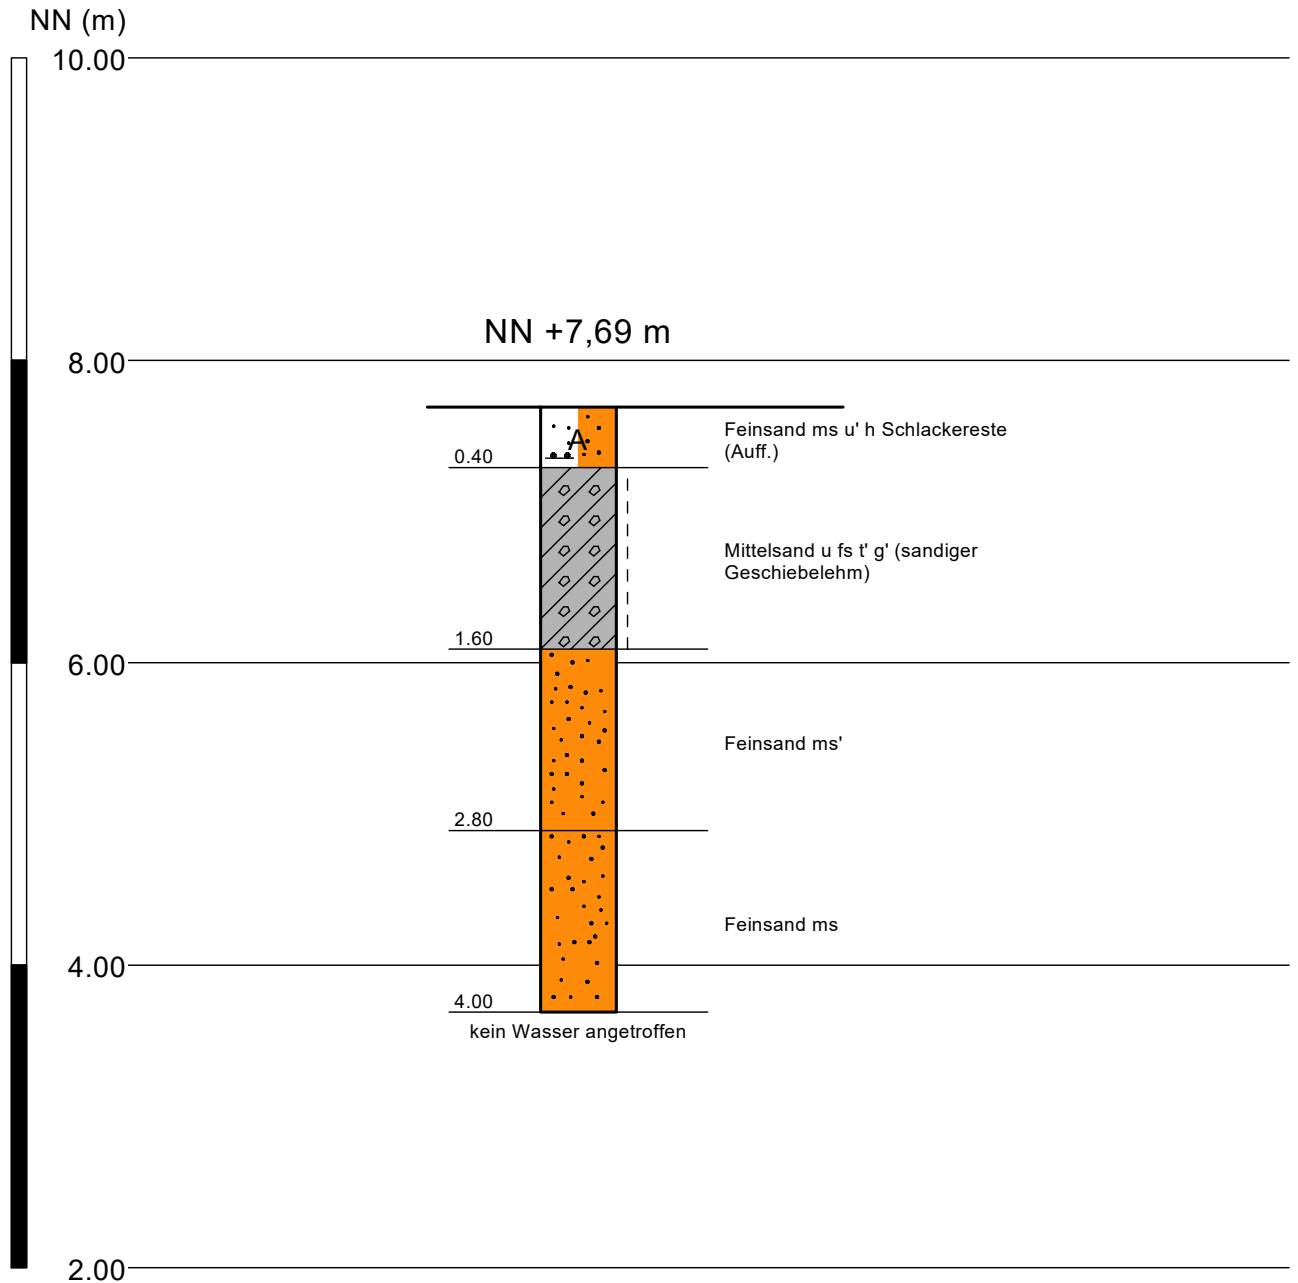 NN (m)
10.00
NN +7,69 m
8.00
A
Feinsand ms u' h Schlackereste
(Auff.)
0.40
Mittelsand u fs t' g' (sandiger
Geschiebelehm)
1.60
6.00
Feinsand ms'
2.80
Feinsand ms
4.00
4.00
kein Wasser angetroffen
2.00